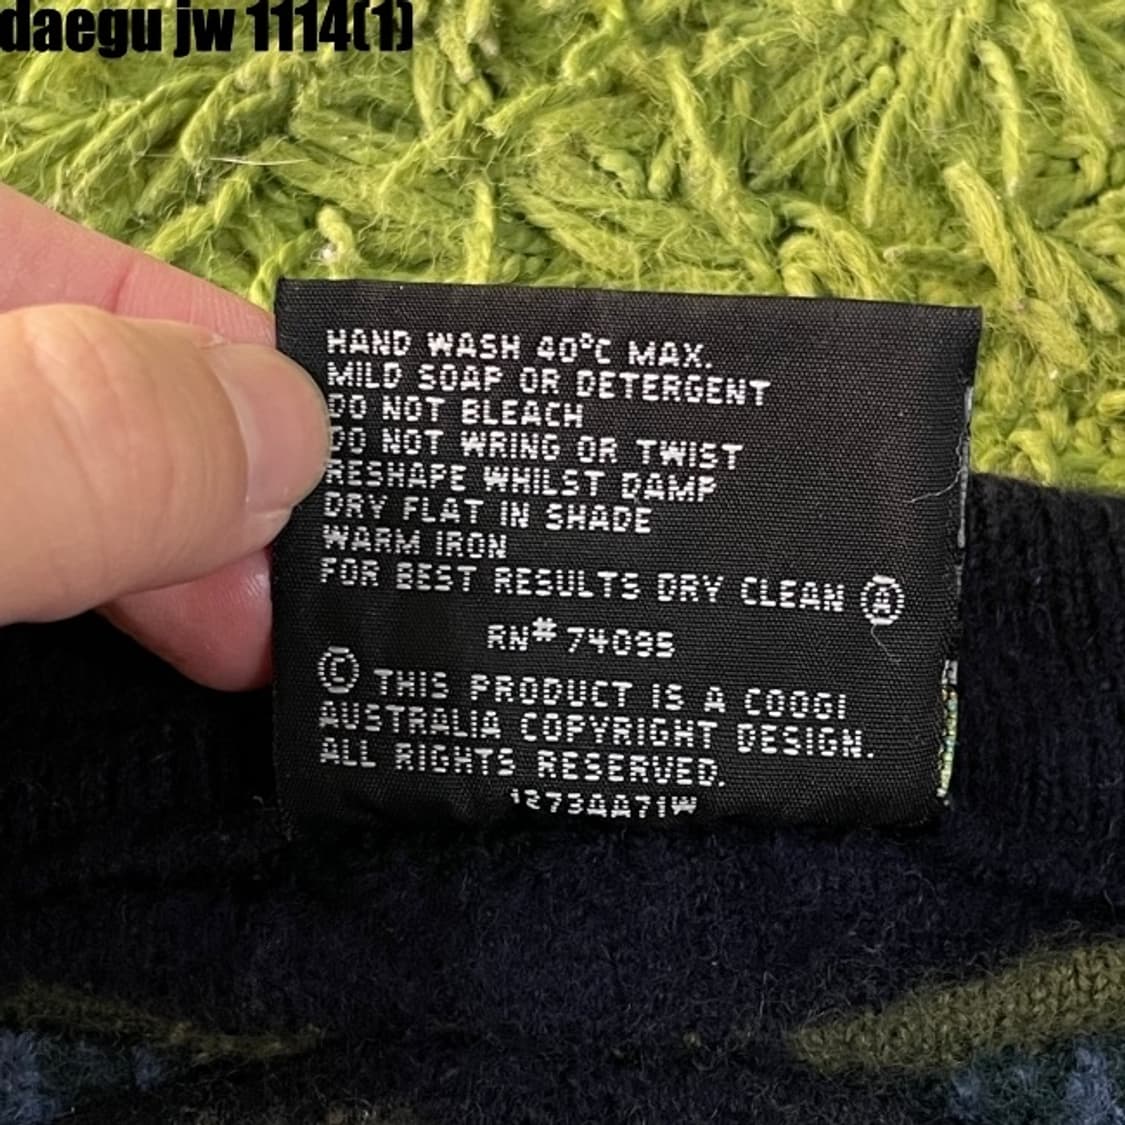 daegu jw 1114(1)
HAND WASH 40°C MAX.
MILD SOAP OR DETERGENT
DO NOT BLEACH
DO NOT WRING OR TWIST
RESHAPE WHILST DAMP
DRY FLAT IN SHADE
WARM IRON
FOR BEST RESULTS DRY CLEAN Ⓐ
RN# 74095
© THIS PRODUCT IS A COOGI
AUSTRALIA COPYRIGHT DESIGN.
ALL RIGHTS RESERVED.
1273AA71W